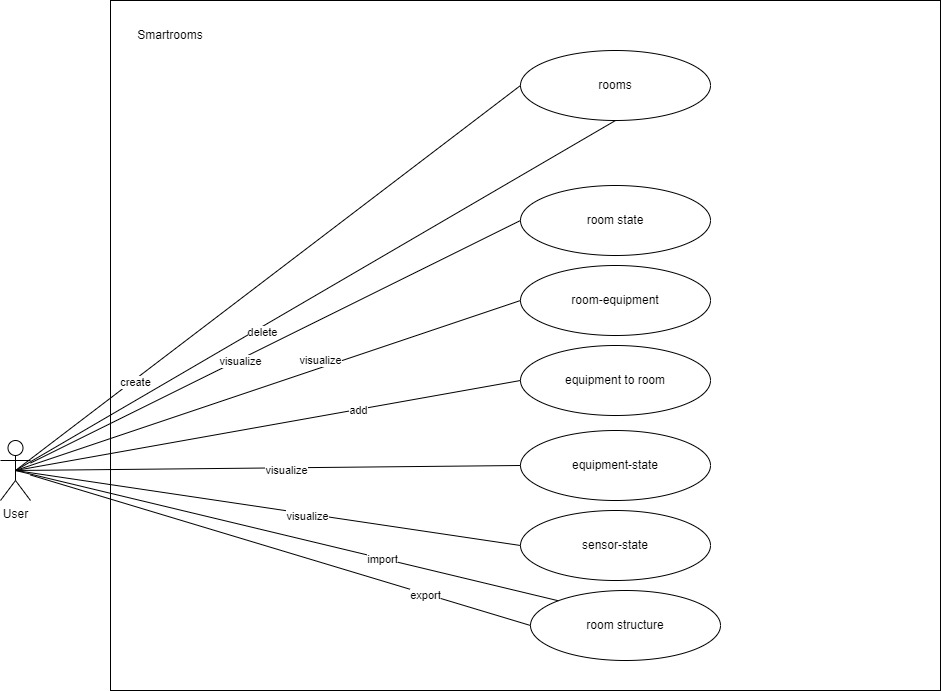 Smartrooms
rooms
room state
room-equipment
delete
visualize
visualize
equipment to room
create
add
equipment-state
visualize
User
visualize
sensor-state
import
export
room structure